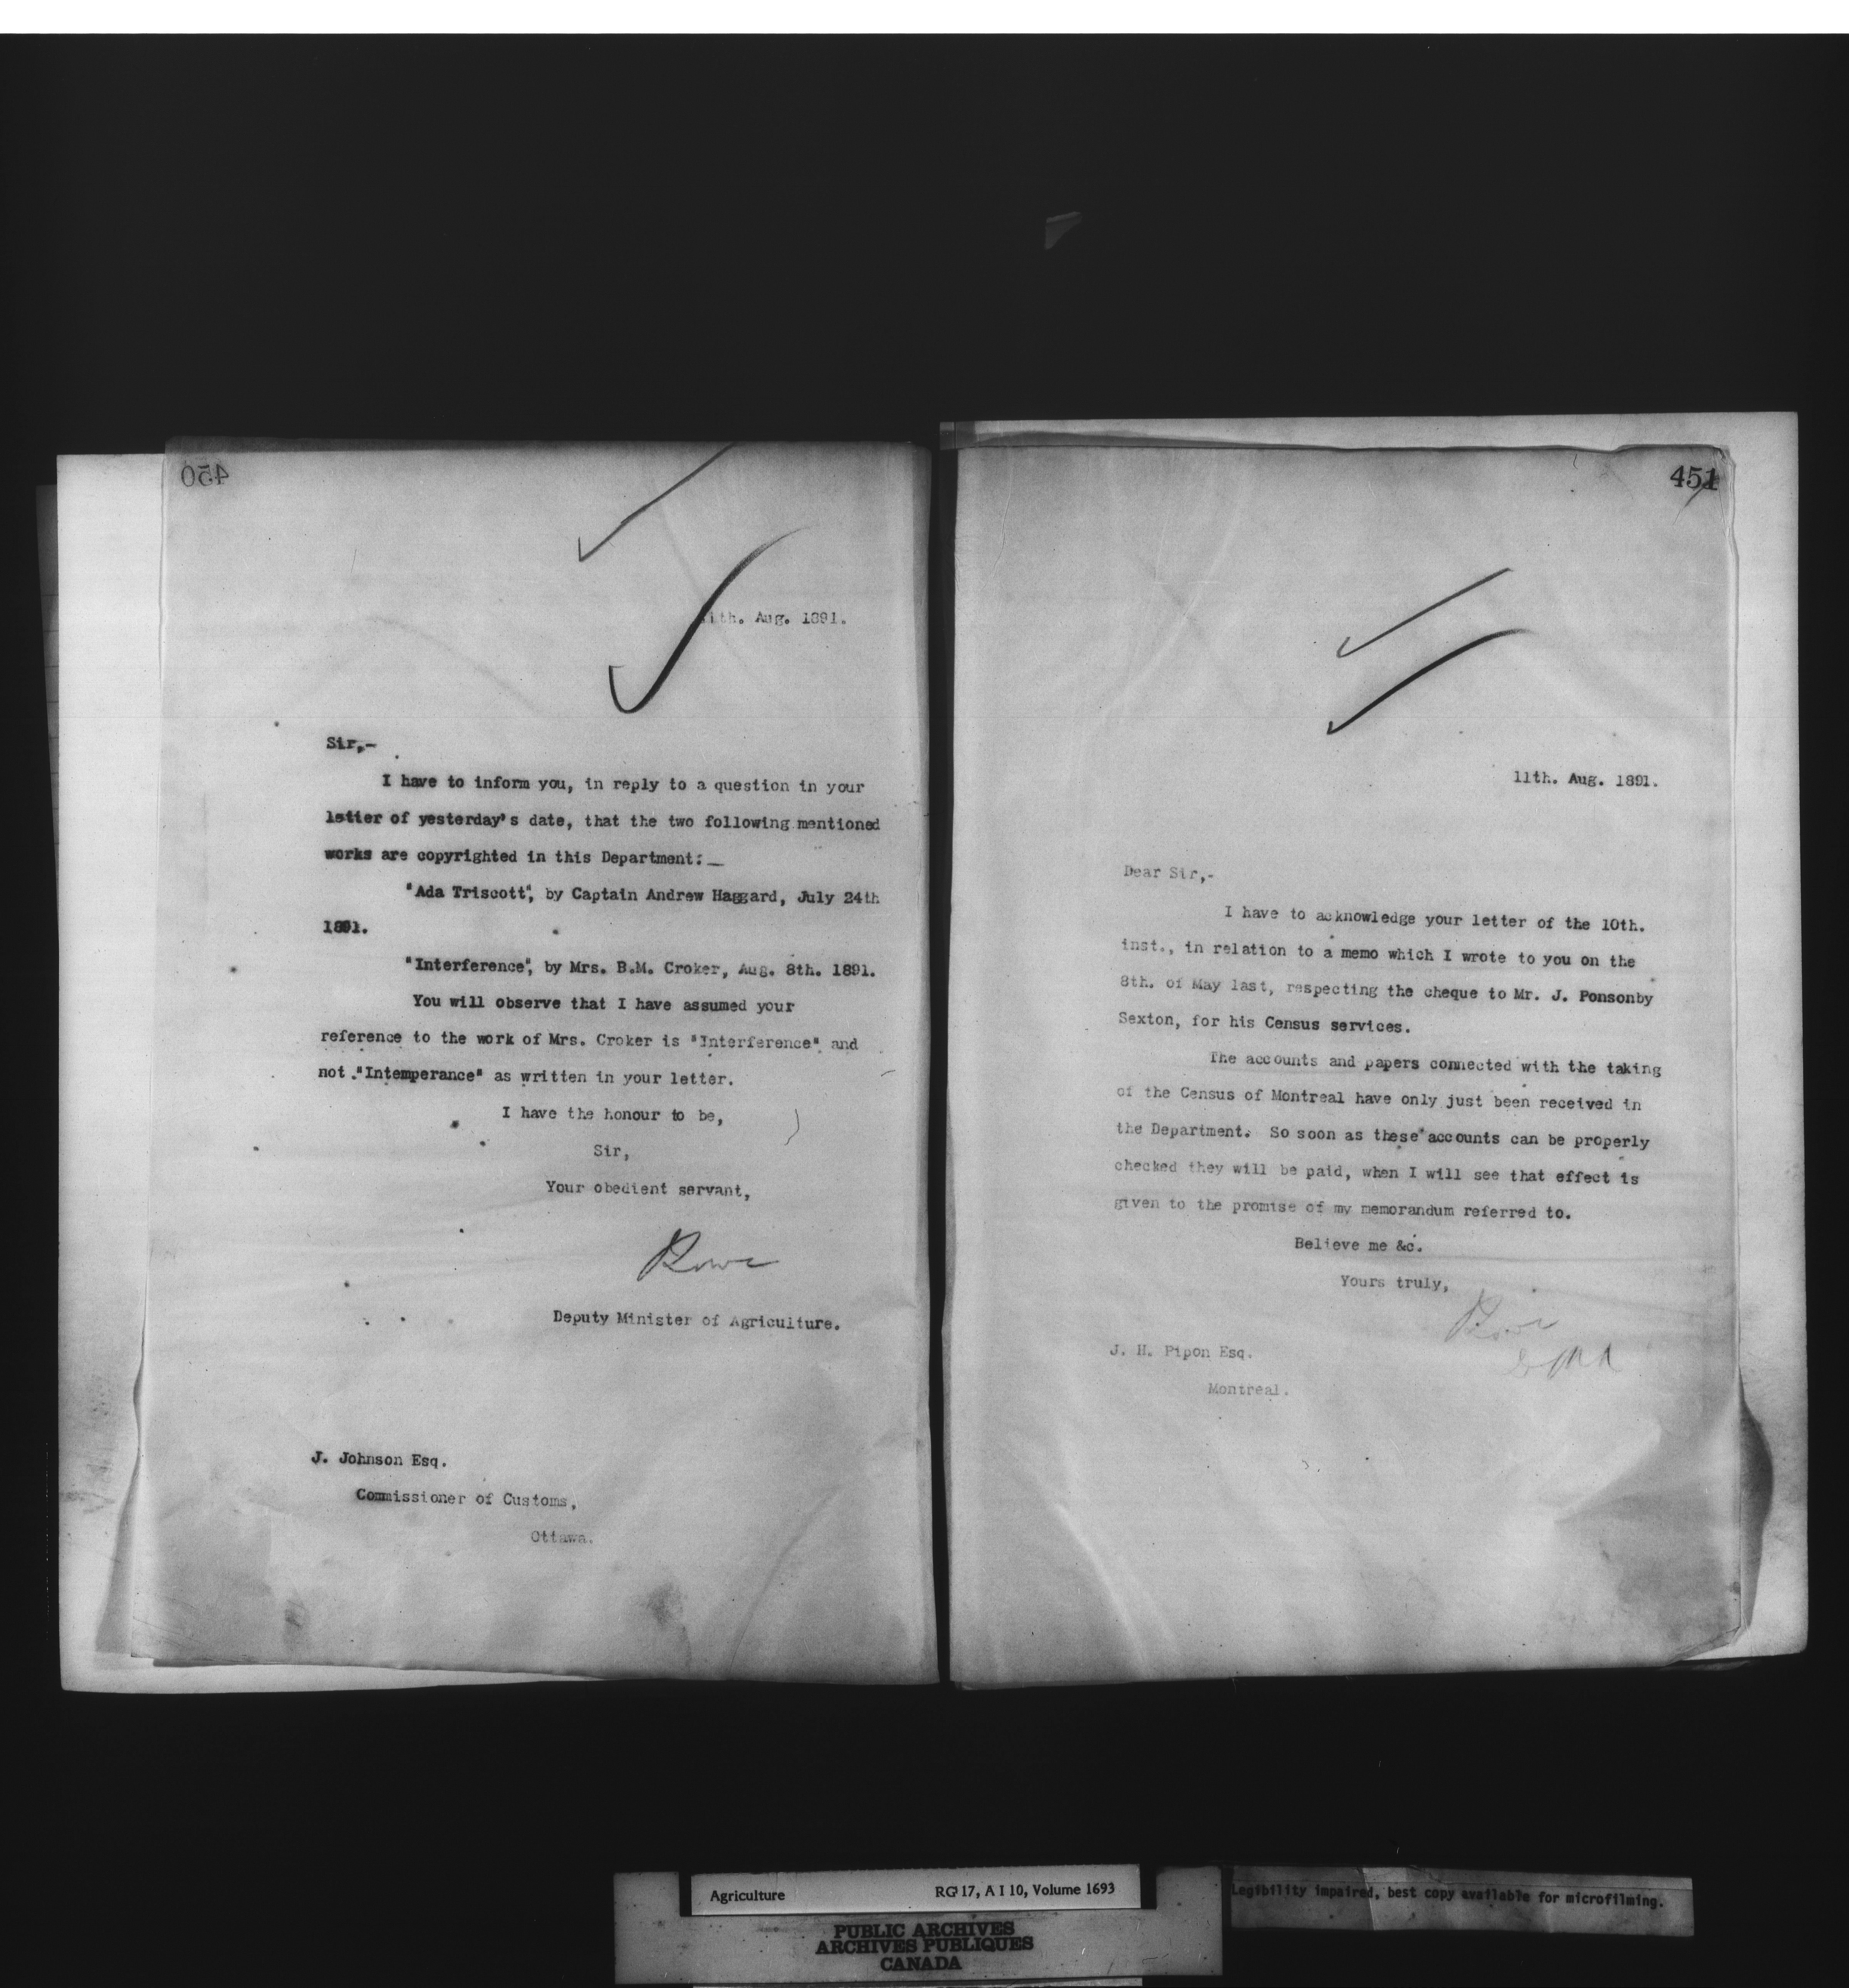 450
11th. Aug. 1891.
Sir,-
I have to inform you, in reply to a question in your
letter of yesterday's date, that the two following mentioned
works are copyrighted in this Department:_
"Ada Triscott", by Captain Andrew Haggard, July 24th
1891.
"Interference", by Mrs. B.M. Croker, Aug. 8th. 1891.
You will observe that I have assumed your
reference to the work of Mrs. Croker is "Interference" and
not "Intemperance" as written in your letter.
I have the honour to be,
Sir,
Your obedient servant,
Deputy Minister of Agriculture.
J. Johnson Esq.
Commissioner of Customs,
Ottawa.
451
11th. Aug. 1891.
Dear Sir,-
I have to acknowledge your letter of the 10th.
inst., in relation to a memo which I wrote to you on the
8th. of May last, respecting the cheque to Mr. J. Ponsonby
Sexton, for his Census services.
The accounts and papers connected with the taking
of the Census of Montreal have only just been received in
the Department. So soon as these accounts can be properly
checked they will be paid, when I will see that effect is
given to the promise of my memorandum referred to.
Believe me &c.
Yours truly,
J. H. Pipon Esq.
Montreal.
Agriculture RG 17, A I 10, Volume 1693
PUBLIC ARCHIVES
ARCHIVES PUBLIQUES
CANADA
Legibility impaired, best copy available for microfilming.